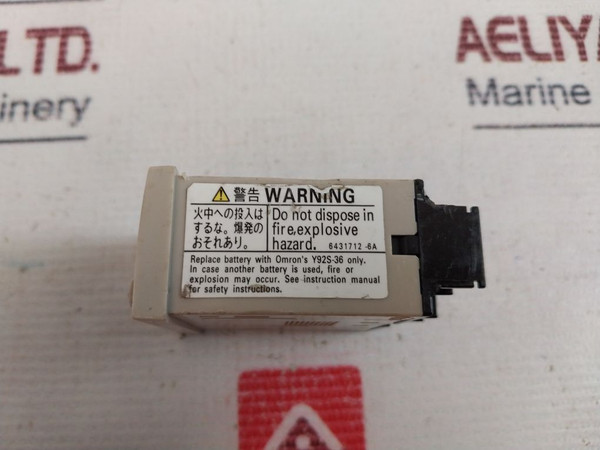 LTD.
AELIYA
inery
Marine
警告 WARNING
火中への投入は
するな。爆発の
おそれあり。
Do not dispose in
fire,explosive
hazard. 6431712-6A
Replace battery with Omron's Y92S-36 only.
In case another battery is used, fire or
explosion may occur. See instruction manual
for safety instructions.